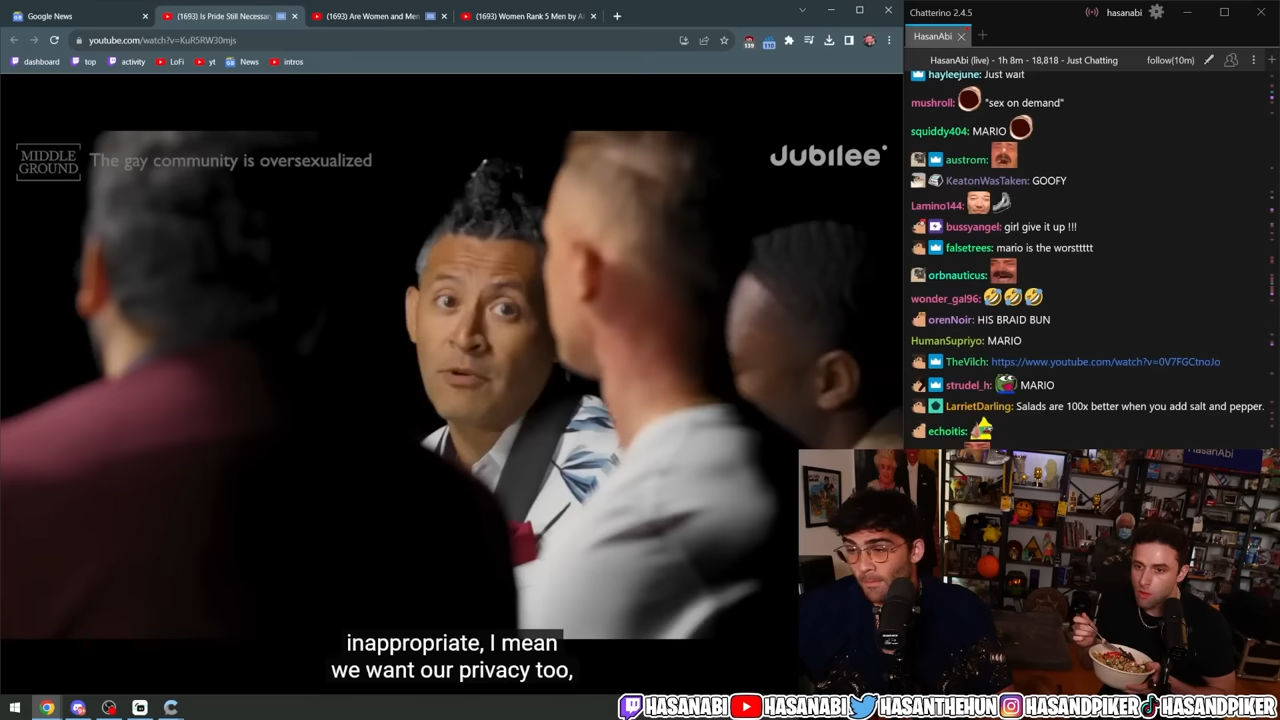 Google News
(1693) Is Pride Still Necessary
(1693) Are Women and Men
(1693) Women Rank 5 Men by A
youtube.com/watch?v=KuR5RW30mjs
139
110
dashboard
top
activity
LoFi
yt
News
intros
MIDDLE
GROUND
The gay community is oversexualized
Jubilee
inappropriate, I mean
we want our privacy too,
Chatterino 2.4.5
hasanabi
HasanAbi
HasanAbi (live) - 1h 8m - 18,818 - Just Chatting
follow(10m)
hayleejune: Just wait
mushroll: "sex on demand"
squiddy404: MARIO
austrom:
KeatonWasTaken: GOOFY
Lamino144:
bussyangel: girl give it up !!!
falsetrees: mario is the worsttttt
orbnauticus:
wonder_gal96:
orenNoir: HIS BRAID BUN
HumanSupriyo: MARIO
TheVilch: https://www.youtube.com/watch?v=0V7FGCtnoJo
strudel_h: MARIO
LarrietDarling: Salads are 100x better when you add salt and pepper.
echoitis:
HasanAbi
HASANABI HASANABI HASANTHEHUN HASANDPIKER HASANDPIKER